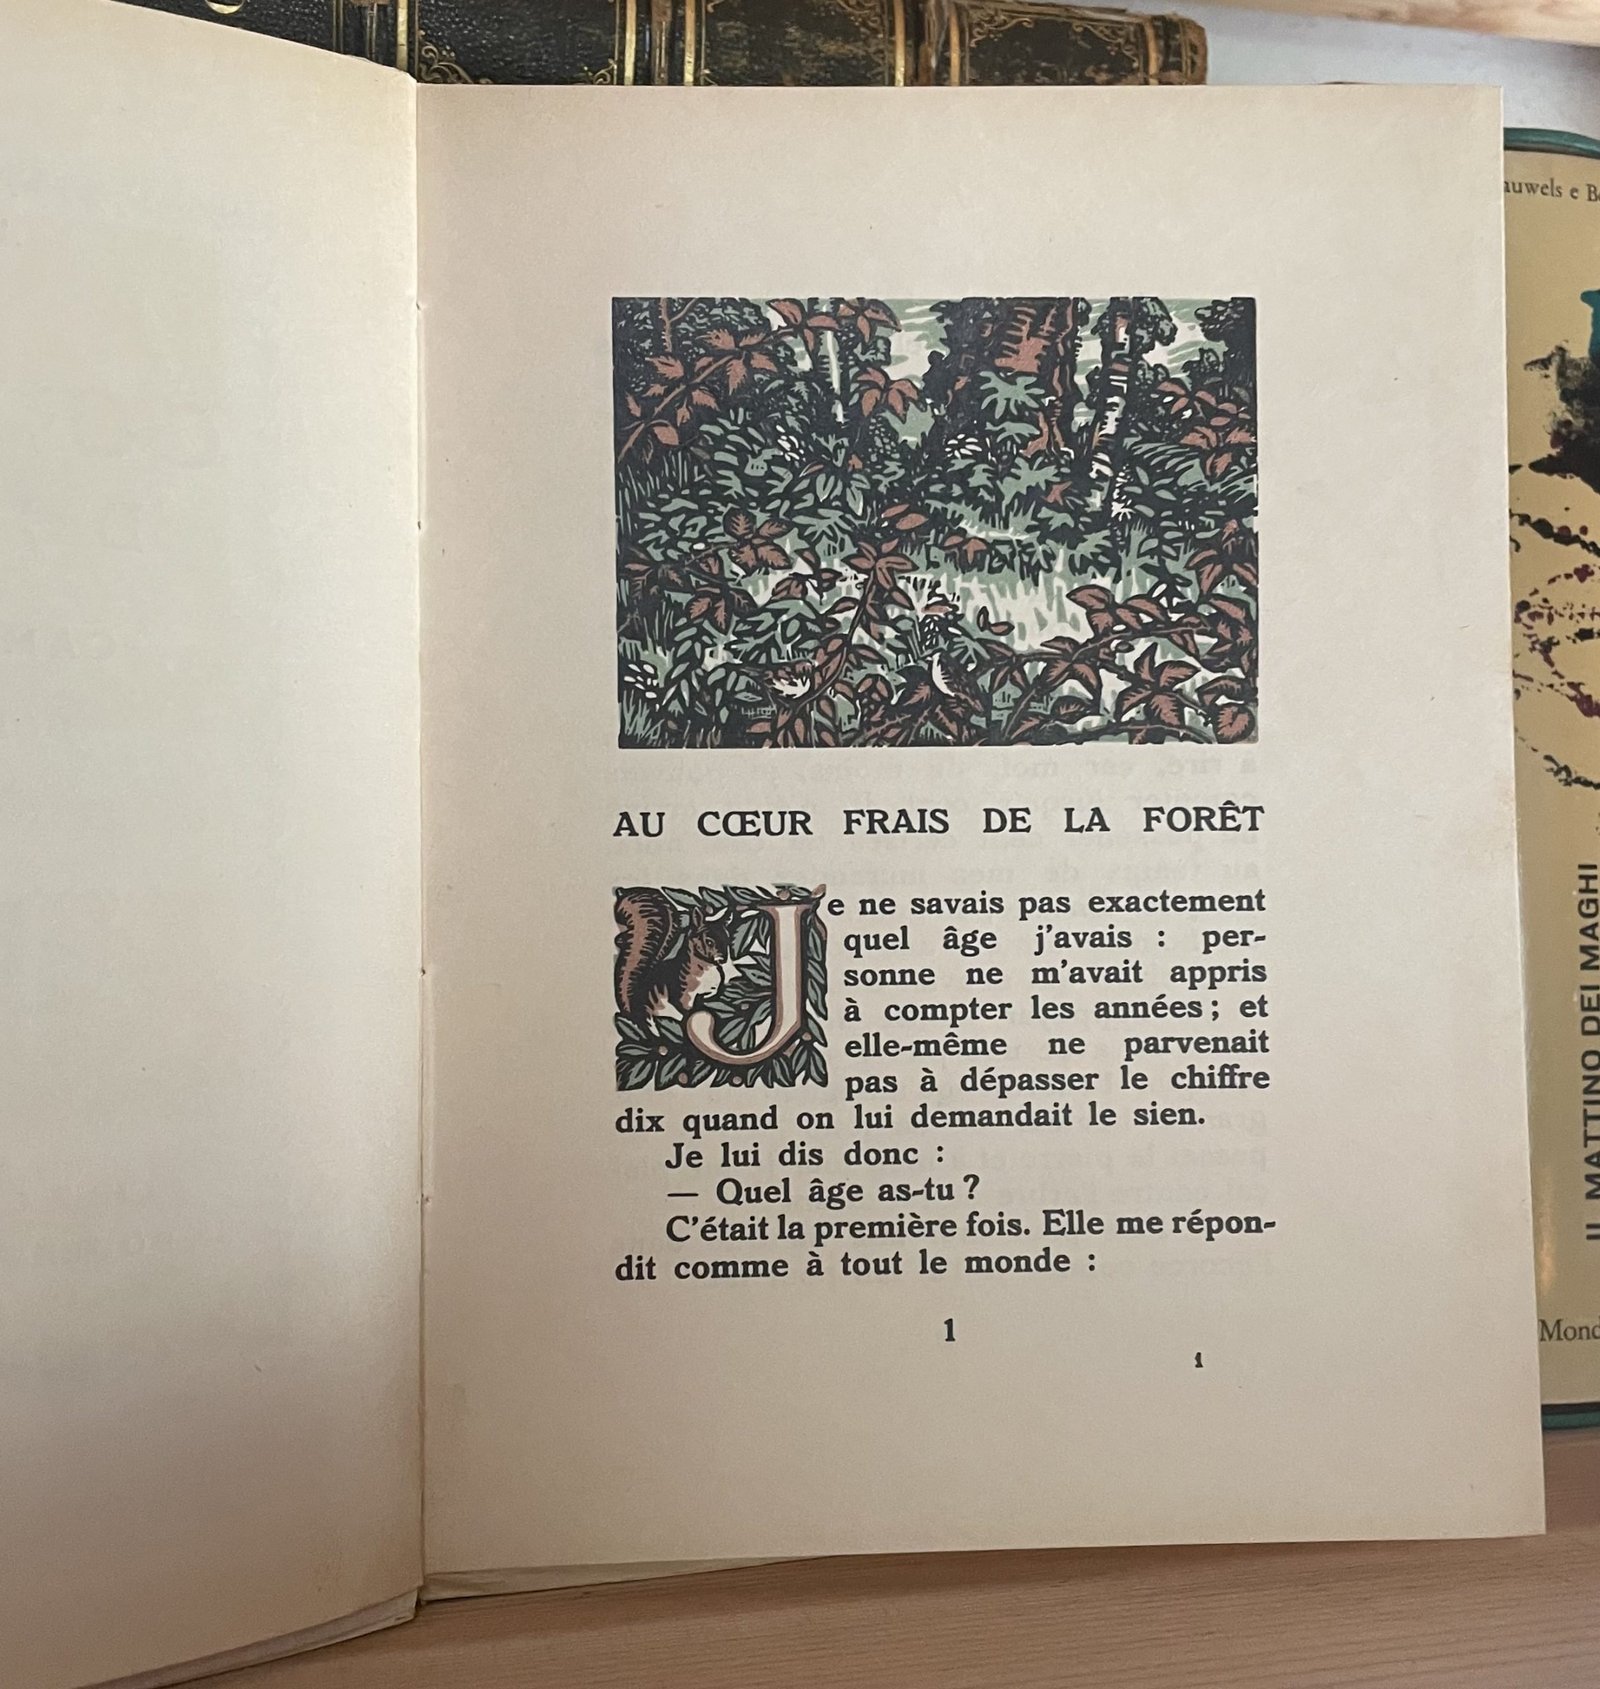 AU CŒUR FRAIS DE LA FORÊT
Je ne savais pas exactement
quel âge j'avais : per-
sonne ne m'avait appris
à compter les années ; et
elle-même ne parvenait
pas à dépasser le chiffre
dix quand on lui demandait le sien.
Je lui dis donc :
— Quel âge as-tu ?
C'était la première fois. Elle me répon-
dit comme à tout le monde :
1
1
auwels e B
IL MATTINO DEI MAGHI
Mond